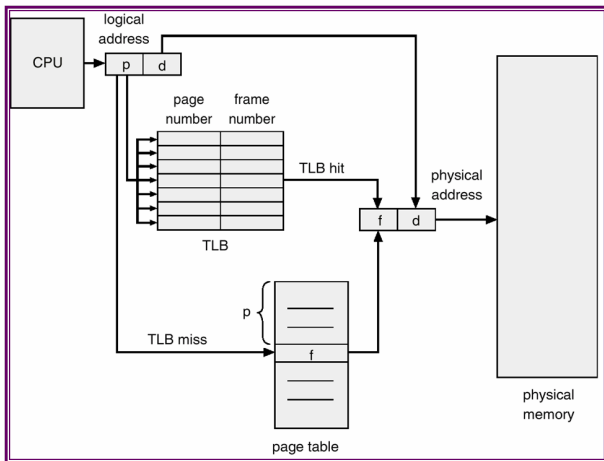 logical
address
CPU
p
d
page
number
frame
number
TLB hit
physical
address
f
d
TLB
p
TLB miss
f
physical
memory
page table